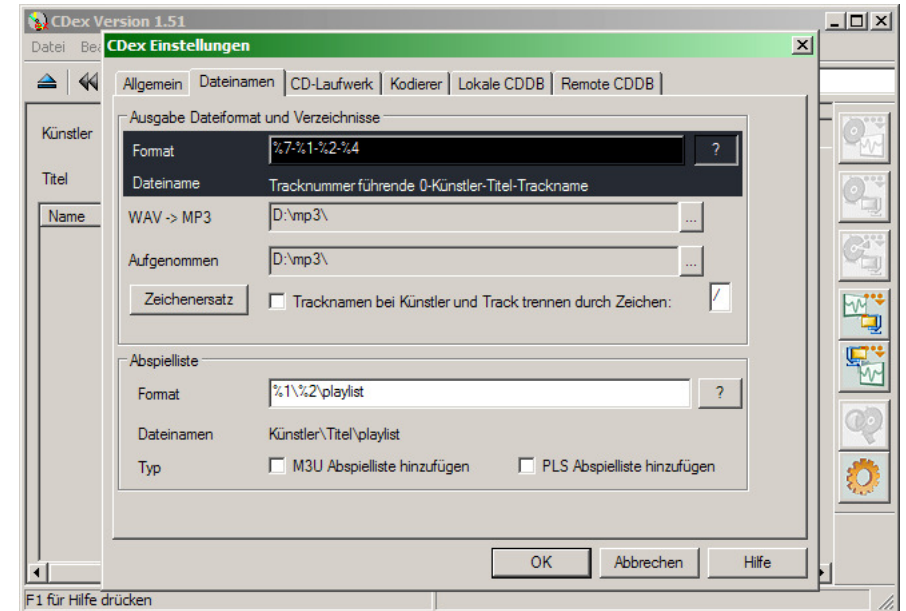 CDex Version 1.51
Datei Be
CDex Einstellungen
Allgemein Dateinamen CD-Laufwerk Kodierer Lokale CDDB Remote CDDB
Ausgabe Dateiformat und Verzeichnisse
Künstler
Format %7-%1-%2-%4 ?
Titel
Dateiname Tracknummer führende 0-Künstler-Titel-Trackname
Name
WAV -> MP3 D:\mp3\ ...
Aufgenommen D:\mp3\ ...
Zeichenersatz Tracknamen bei Künstler und Track trennen durch Zeichen: /
Abspielliste
Format %1\%2\playlist ?
Dateinamen Künstler\Titel\playlist
Typ M3U Abspielliste hinzufügen PLS Abspielliste hinzufügen
OK Abbrechen Hilfe
F1 für Hilfe drücken